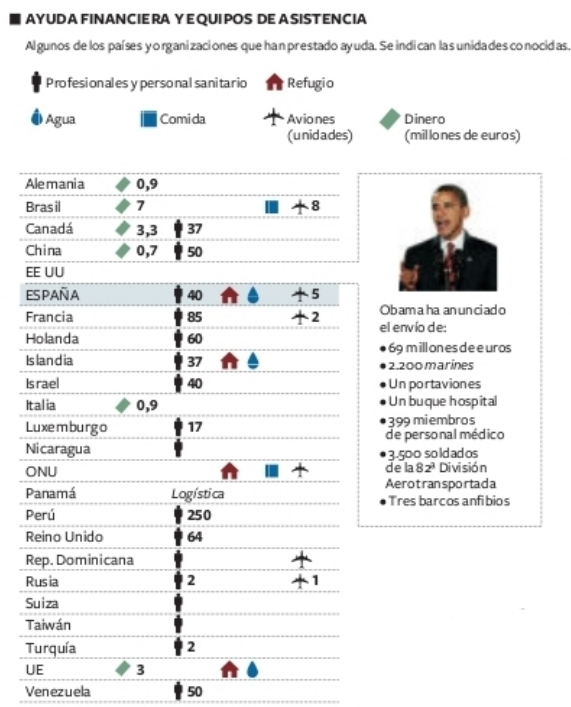 AYUDA FINANCIERA Y EQUIPOS DE ASISTENCIA
Algunos de los países y organizaciones que han prestado ayuda. Se indican las unidades conocidas.
Profesionales y personal sanitario Refugio
Agua Comida Aviones (unidades) Dinero (millones de euros)
Alemania 0,9
Brasil 7 8
Canadá 3,3 37
China 0,7 50
EE UU
ESPAÑA 40 5
Francia 85 2
Holanda 60
Islandia 37
Israel 40
Italia 0,9
Luxemburgo 17
Nicaragua
ONU
Panamá Logística
Perú 250
Reino Unido 64
Rep. Dominicana
Rusia 2 1
Suiza
Taiwán
Turquía 2
UE 3
Venezuela 50
Obama ha anunciado
el envío de:
• 69 millones de euros
• 2.200 marines
• Un portaviones
• Un buque hospital
• 399 miembros
de personal médico
• 3.500 soldados
de la 82ª División
Aerotransportada
• Tres barcos anfibios